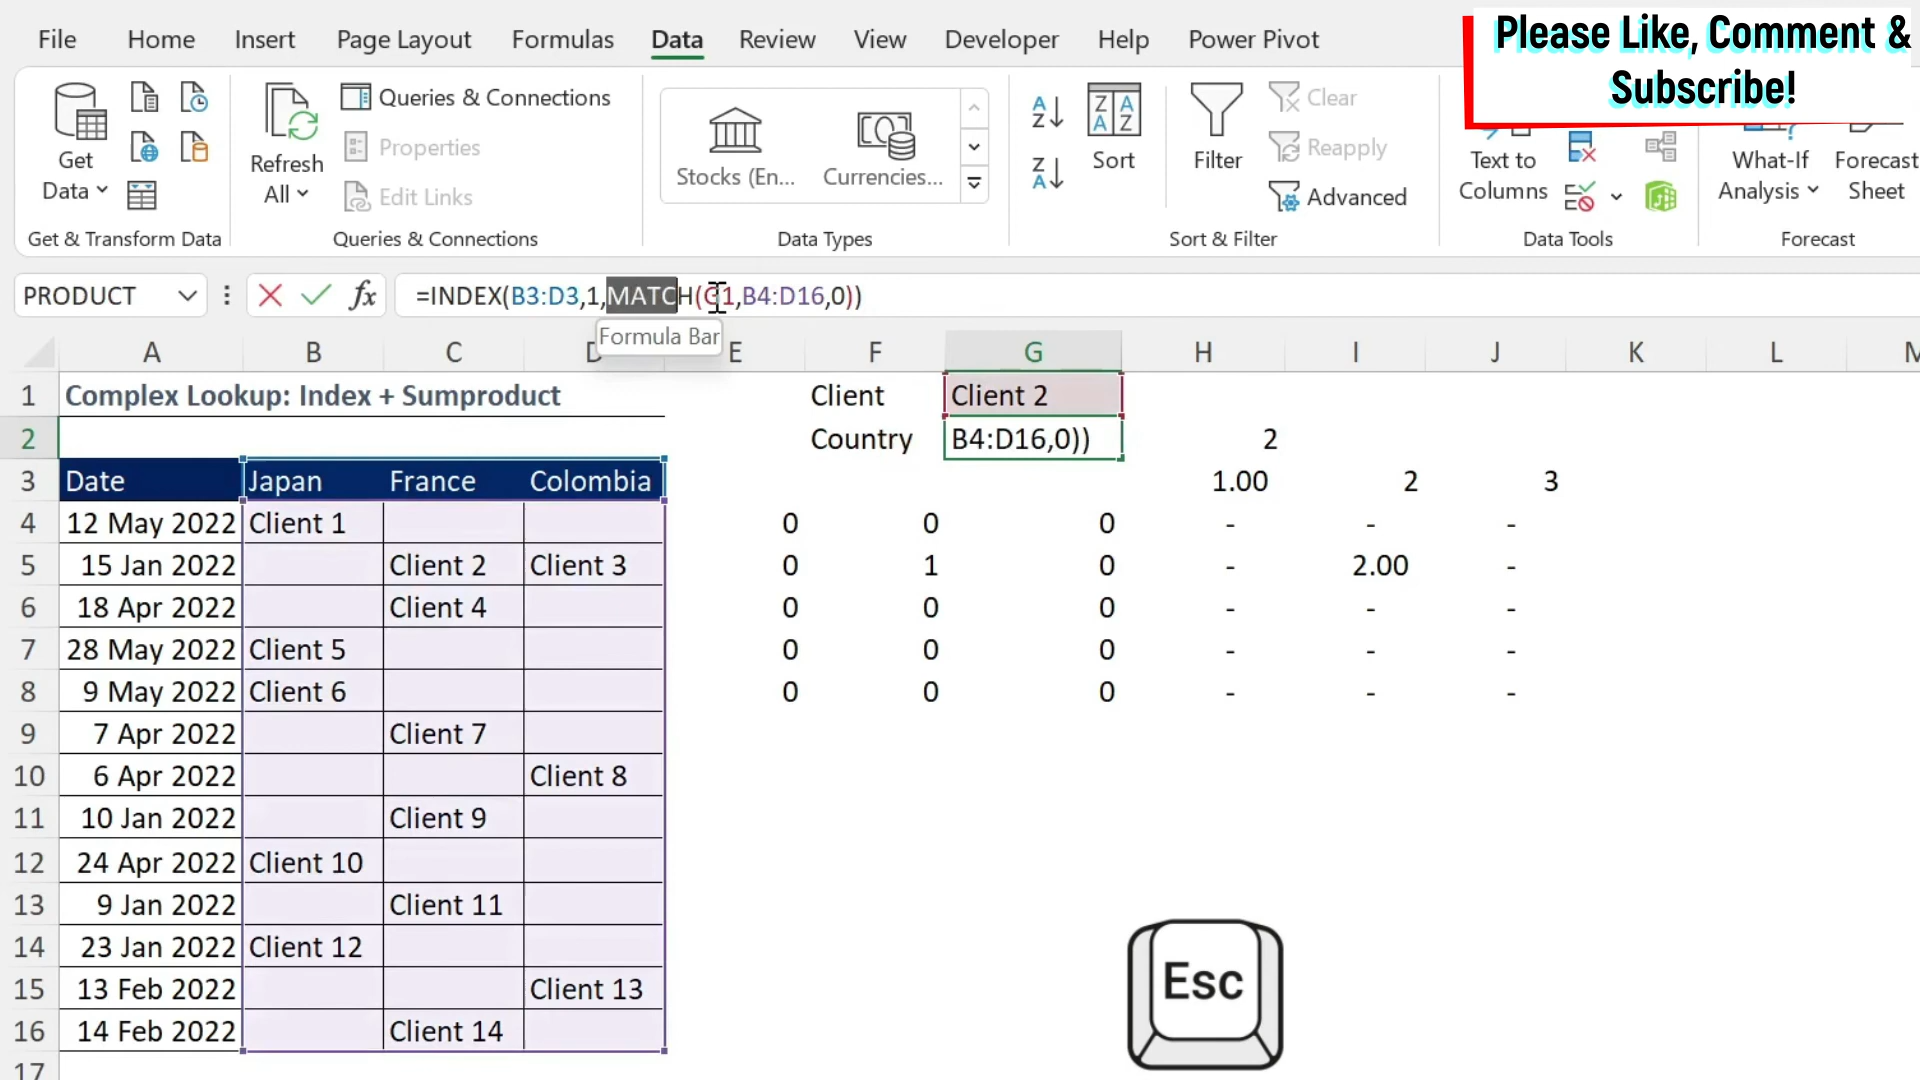 File Home Insert Page Layout Formulas Data Review View Developer Help Power Pivot
Please Like, Comment &
Subscribe!
Get
Data
Refresh
All
Queries & Connections
Properties
Edit Links
Stocks (En...
Currencies...
Sort
Filter
Clear
Reapply
Advanced
Text to
Columns
What-If
Analysis
Forecast
Sheet
Get & Transform Data
Queries & Connections
Data Types
Sort & Filter
Data Tools
Forecast
PRODUCT fx =INDEX(B3:D3,1,MATCH(G1,B4:D16,0))
Formula Bar
A B C D E F G H I J K L M
1 Complex Lookup: Index + Sumproduct Client Client 2
2 Country B4:D16,0)) 2
3 Date Japan France Colombia 1.00 2 3
4 12 May 2022 Client 1 0 0 0 - - -
5 15 Jan 2022 Client 2 Client 3 0 1 0 - 2.00 -
6 18 Apr 2022 Client 4 0 0 0 - - -
7 28 May 2022 Client 5 0 0 0 - - -
8 9 May 2022 Client 6 0 0 0 - - -
9 7 Apr 2022 Client 7
10 6 Apr 2022 Client 8
11 10 Jan 2022 Client 9
12 24 Apr 2022 Client 10
13 9 Jan 2022 Client 11
14 23 Jan 2022 Client 12
15 13 Feb 2022 Client 13
16 14 Feb 2022 Client 14
17
Esc